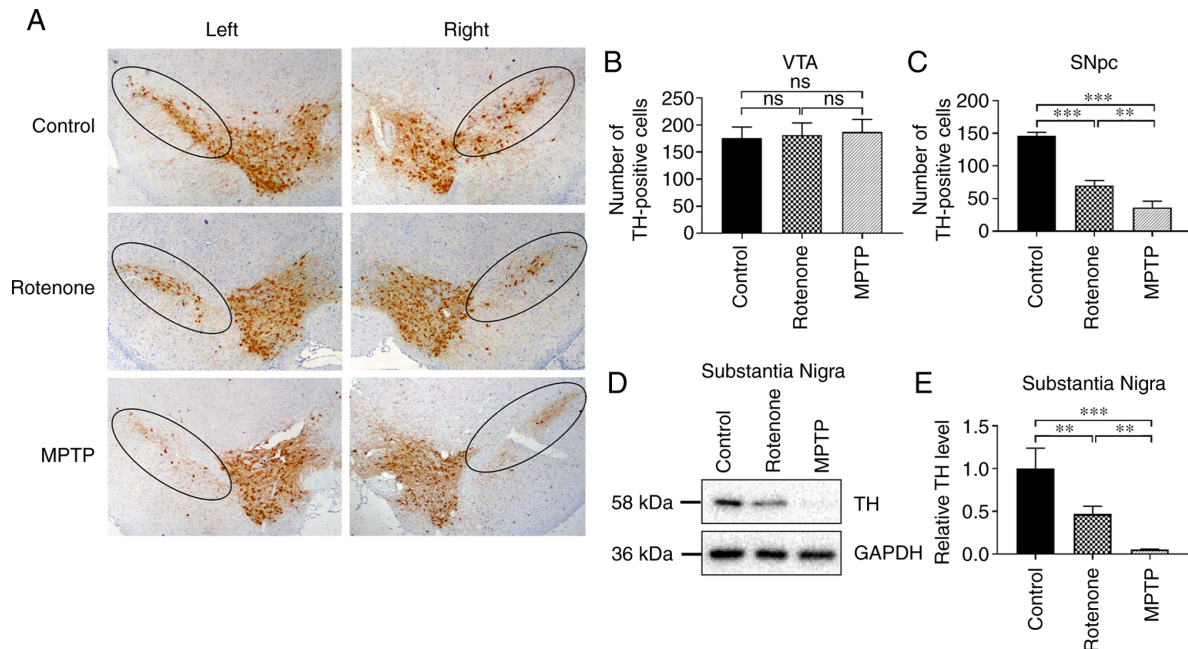 A
Left
Right
Control
Rotenone
MPTP
B
VTA
ns
ns
ns
Number of
TH-positive cells
250
200
150
100
50
0
Control
Rotenone
MPTP
C
SNpc
***
***
**
Number of
TH-positive cells
200
150
100
50
0
Control
Rotenone
MPTP
D
Substantia Nigra
Control
Rotenone
MPTP
58 kDa
TH
36 kDa
GAPDH
E
Substantia Nigra
***
**
**
Relative TH level
1.5
1.0
0.5
0.0
Control
Rotenone
MPTP